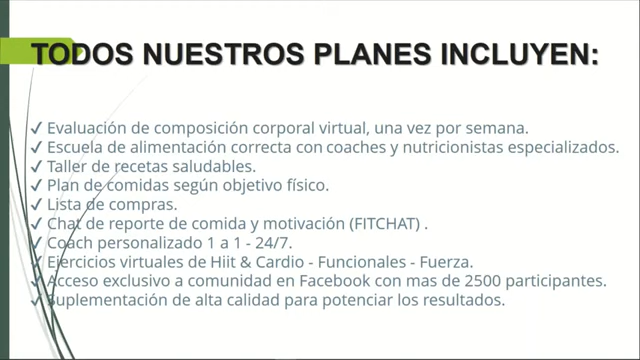 TODOS NUESTROS PLANES INCLUYEN:
✓ Evaluación de composición corporal virtual, una vez por semana.
✓ Escuela de alimentación correcta con coaches y nutricionistas especializados.
✓ Taller de recetas saludables.
✓ Plan de comidas según objetivo físico.
✓ Lista de compras.
✓ Chat de reporte de comida y motivación (FITCHAT) .
✓ Coach personalizado 1 a 1 - 24/7.
✓ Ejercicios virtuales de Hiit & Cardio - Funcionales - Fuerza.
✓ Acceso exclusivo a comunidad en Facebook con mas de 2500 participantes.
✓ Suplementación de alta calidad para potenciar los resultados.